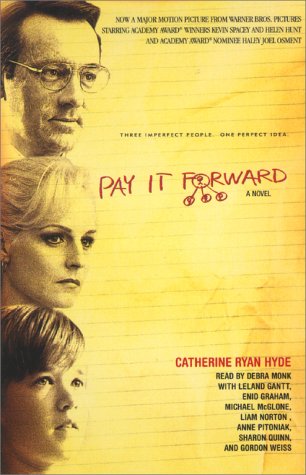 NOW A MAJOR MOTION PICTURE FROM WARNER BROS. PICTURES
STARRING ACADEMY AWARD® WINNERS KEVIN SPACEY AND HELEN HUNT
AND ACADEMY AWARD® NOMINEE HALEY JOEL OSMENT
THREE IMPERFECT PEOPLE. ONE PERFECT IDEA.
PAY IT FORWARD
A NOVEL
CATHERINE RYAN HYDE
READ BY DEBRA MONK
WITH LELAND GANTT,
ENID GRAHAM,
MICHAEL McGLONE,
LIAM NORTON,
ANNE PITONIAK,
SHARON QUINN,
AND GORDON WEISS